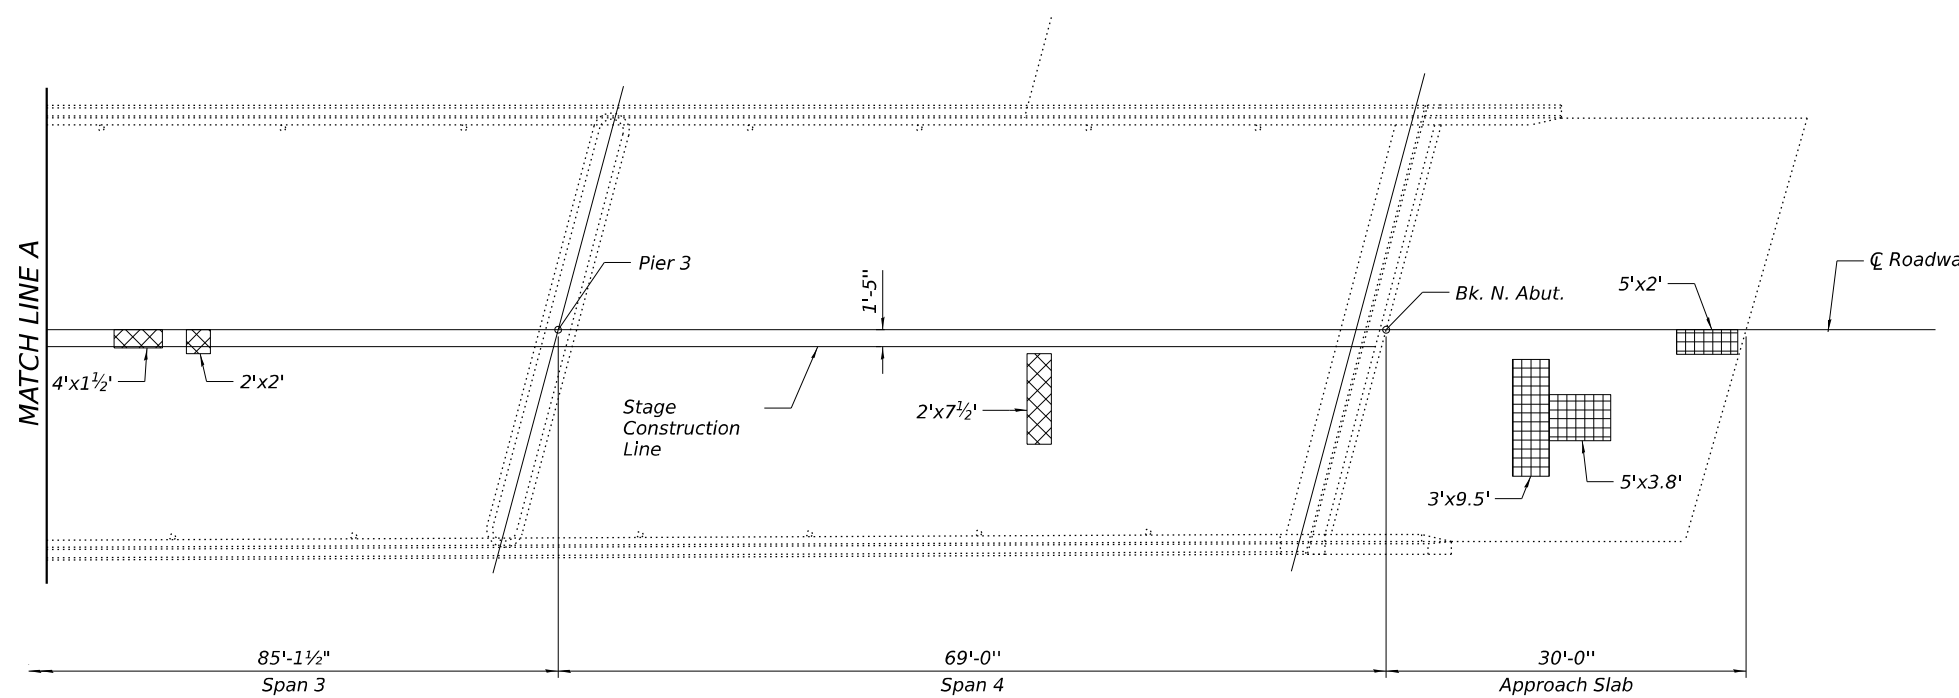 MATCH LINE A
Pier 3
1'-5"
Bk. N. Abut.
5'x2'
℄ Roadwa
4'x1½'
2'x2'
Stage
Construction
Line
2'x7½'
3'x9.5'
5'x3.8'
85'-1½"
Span 3
69'-0"
Span 4
30'-0"
Approach Slab